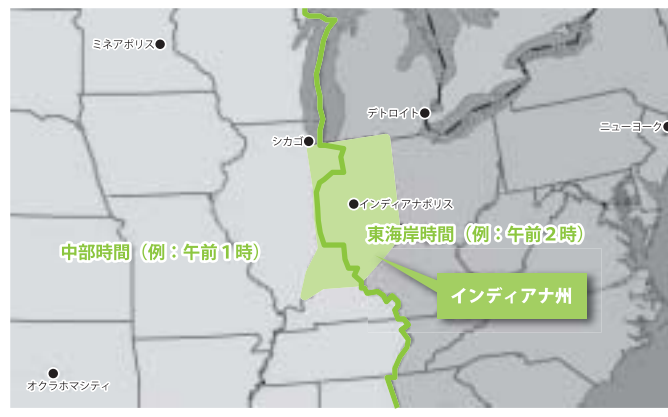 ミネアポリス
デトロイト
ニューヨーク
シカゴ
インディアナポリス
東海岸時間（例：午前２時）
中部時間（例：午前１時）
インディアナ州
オクラホマシティ